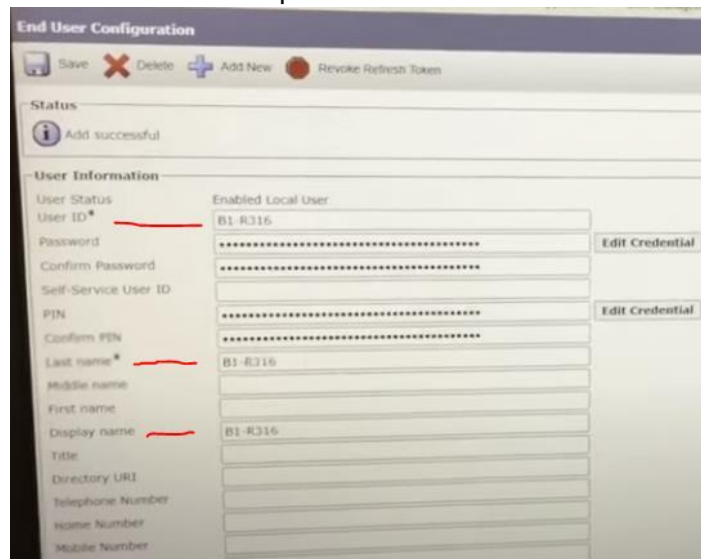 End User Configuration
Save Delete Add New Revoke Refresh Token
Status
Add successful
User Information
User Status Enabled Local User
User ID* B1-R316
Password •••••••••••••••••••••••••••••••••••••••• Edit Credential
Confirm Password ••••••••••••••••••••••••••••••••••••••••
Self-Service User ID
PIN •••••••••••••••••••••••••••••••••••••••• Edit Credential
Confirm PIN ••••••••••••••••••••••••••••••••••••••••
Last name* B1-R316
Middle name
First name
Display name B1-R316
Title
Directory URI
Telephone Number
Home Number
Mobile Number